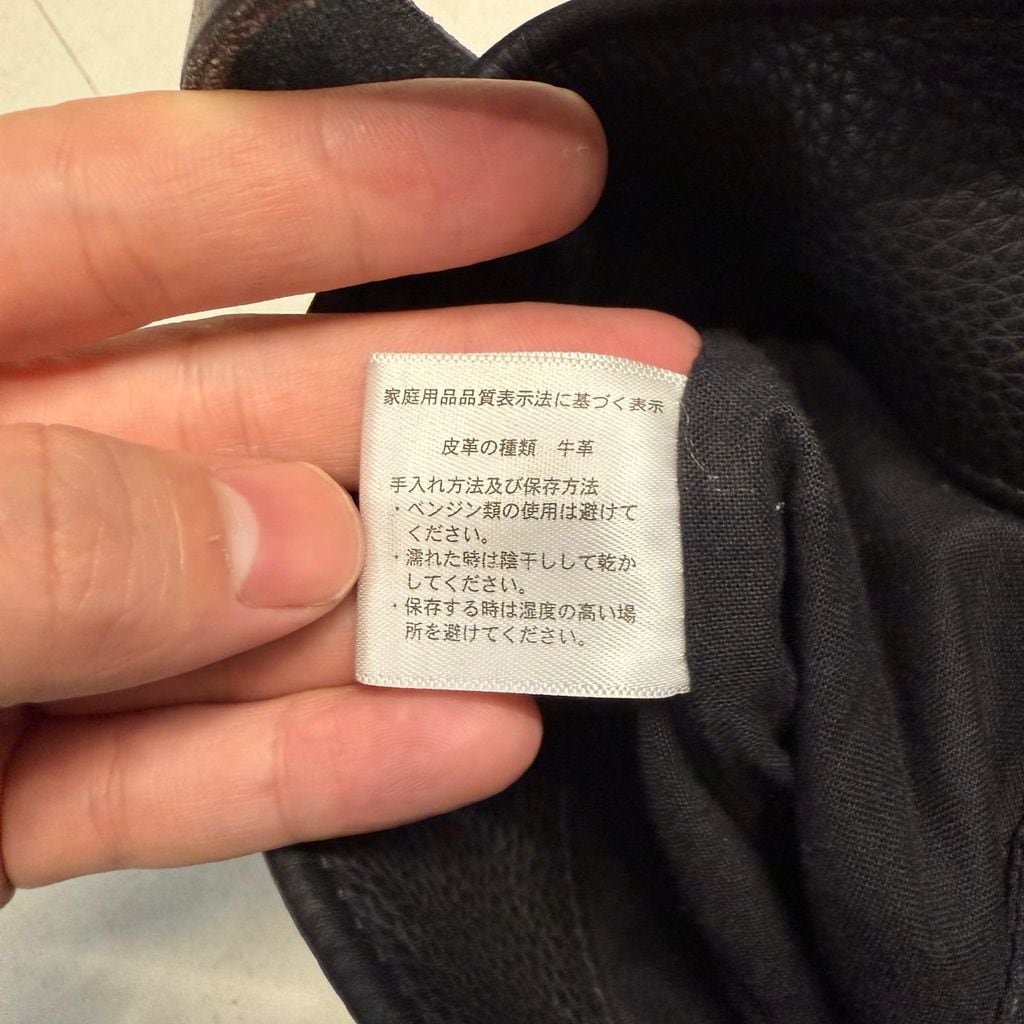 家庭用品品質表示法に基づく表示
皮革の種類　牛革
手入れ方法及び保存方法
・ベンジン類の使用は避けて
ください。
・濡れた時は陰干しして乾か
してください。
・保存する時は湿度の高い場
所を避けてください。